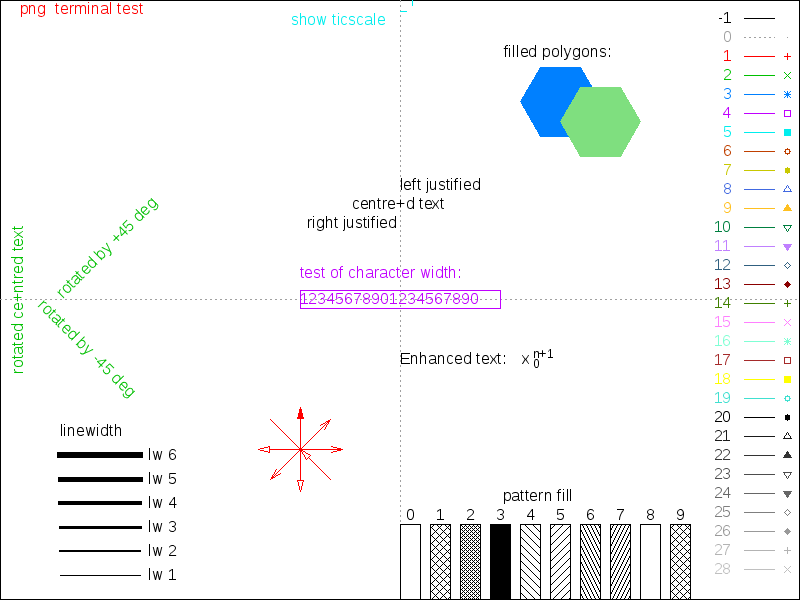 png  terminal test
show ticscale
filled polygons:
left justified
centre+d text
right justified
rotated by +45 deg
rotated ce+ntred text
rotated by -45 deg
test of character width:
12345678901234567890
Enhanced text:   x n+1 0
linewidth
lw 6
lw 5
lw 4
lw 3
lw 2
lw 1
pattern fill
0 1 2 3 4 5 6 7 8 9
-1
0
1
2
3
4
5
6
7
8
9
10
11
12
13
14
15
16
17
18
19
20
21
22
23
24
25
26
27
28